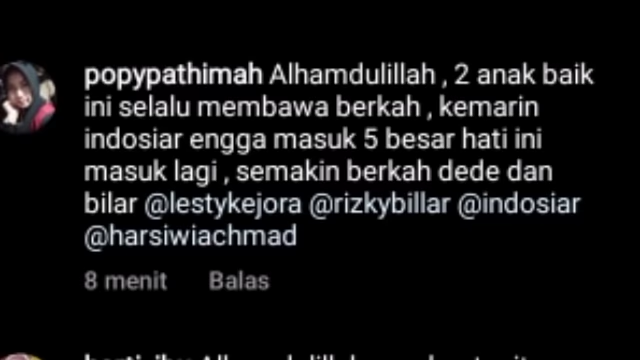 popypathimah Alhamdulillah , 2 anak baik
ini selalu membawa berkah , kemarin
indosiar engga masuk 5 besar hati ini
masuk lagi , semakin berkah dede dan
bilar @lestykejora @rizkybillar @indosiar
@harsiwiachmad
8 menit Balas